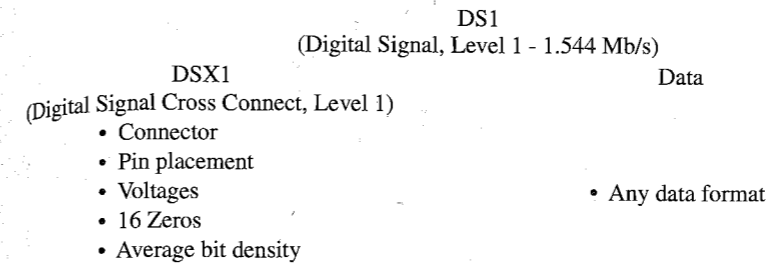 DS1
(Digital Signal, Level 1 - 1.544 Mb/s)
DSX1
Data
(Digital Signal Cross Connect, Level 1)
• Connector
• Pin placement
• Voltages
• Any data format
• 16 Zeros
• Average bit density